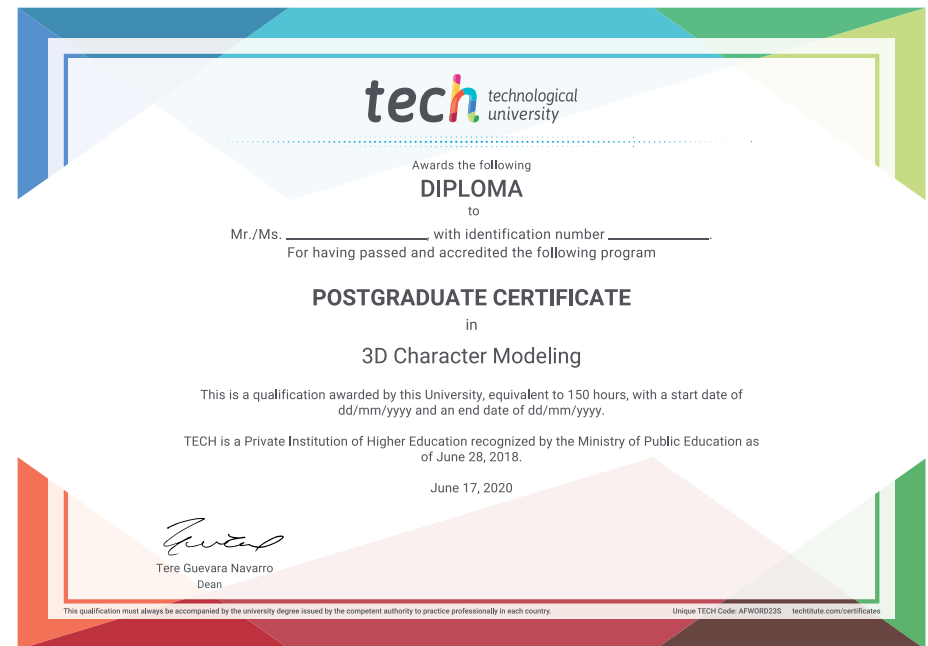 tech technological
university
Awards the following
DIPLOMA
to
Mr./Ms. ____________________, with identification number ______________.
For having passed and accredited the following program
POSTGRADUATE CERTIFICATE
in
3D Character Modeling
This is a qualification awarded by this University, equivalent to 150 hours, with a start date of
dd/mm/yyyy and an end date of dd/mm/yyyy.
TECH is a Private Institution of Higher Education recognized by the Ministry of Public Education as
of June 28, 2018.
June 17, 2020
Tere Guevara Navarro
Dean
This qualification must always be accompanied by the university degree issued by the competent authority to practice professionally in each country.
Unique TECH Code: AFWORD23S techtitute.com/certificates